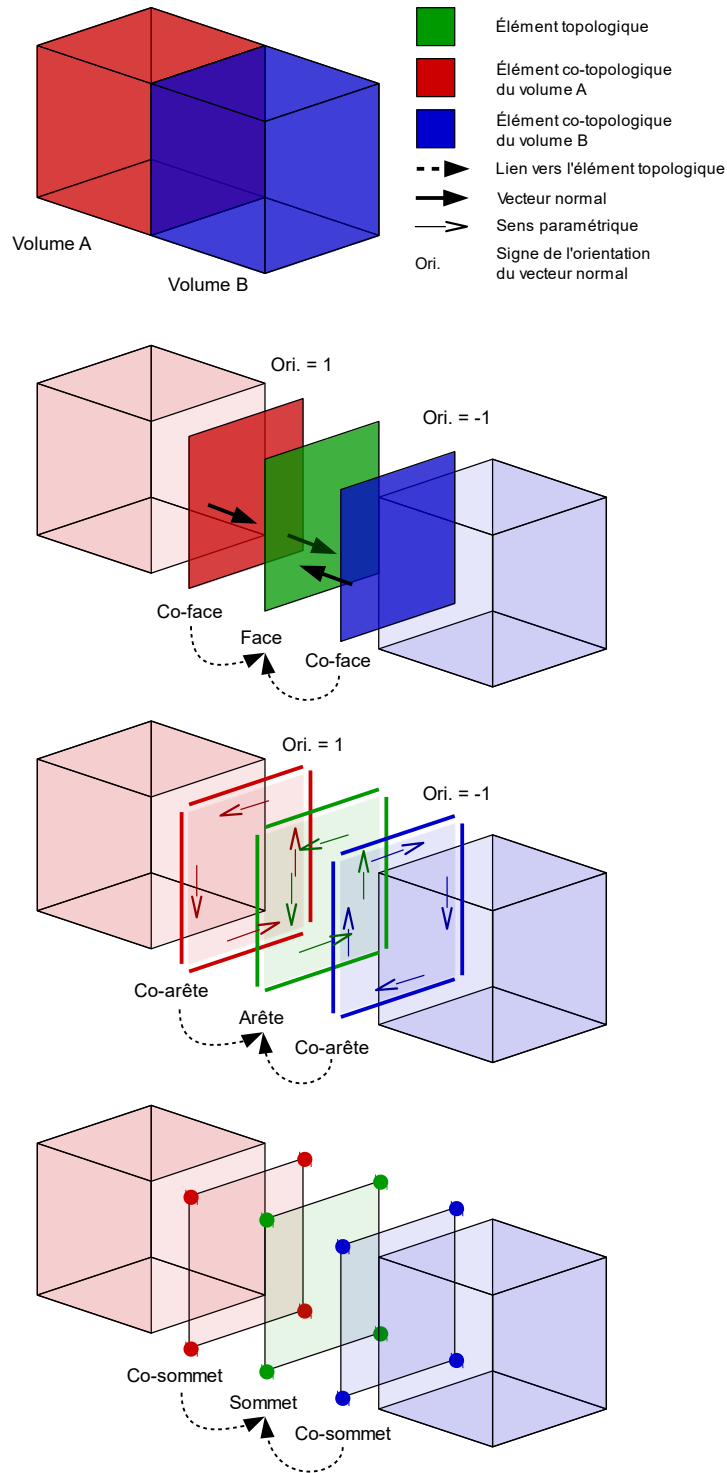 Élément topologique
Élément co-topologique
du volume A
Élément co-topologique
du volume B
Lien vers l'élément topologique
Vecteur normal
Sens paramétrique
Ori.
Signe de l'orientation
du vecteur normal
Volume A
Volume B
Ori. = 1
Ori. = -1
Co-face
Face
Co-face
Ori. = 1
Ori. = -1
Co-arête
Arête
Co-arête
Co-sommet
Sommet
Co-sommet